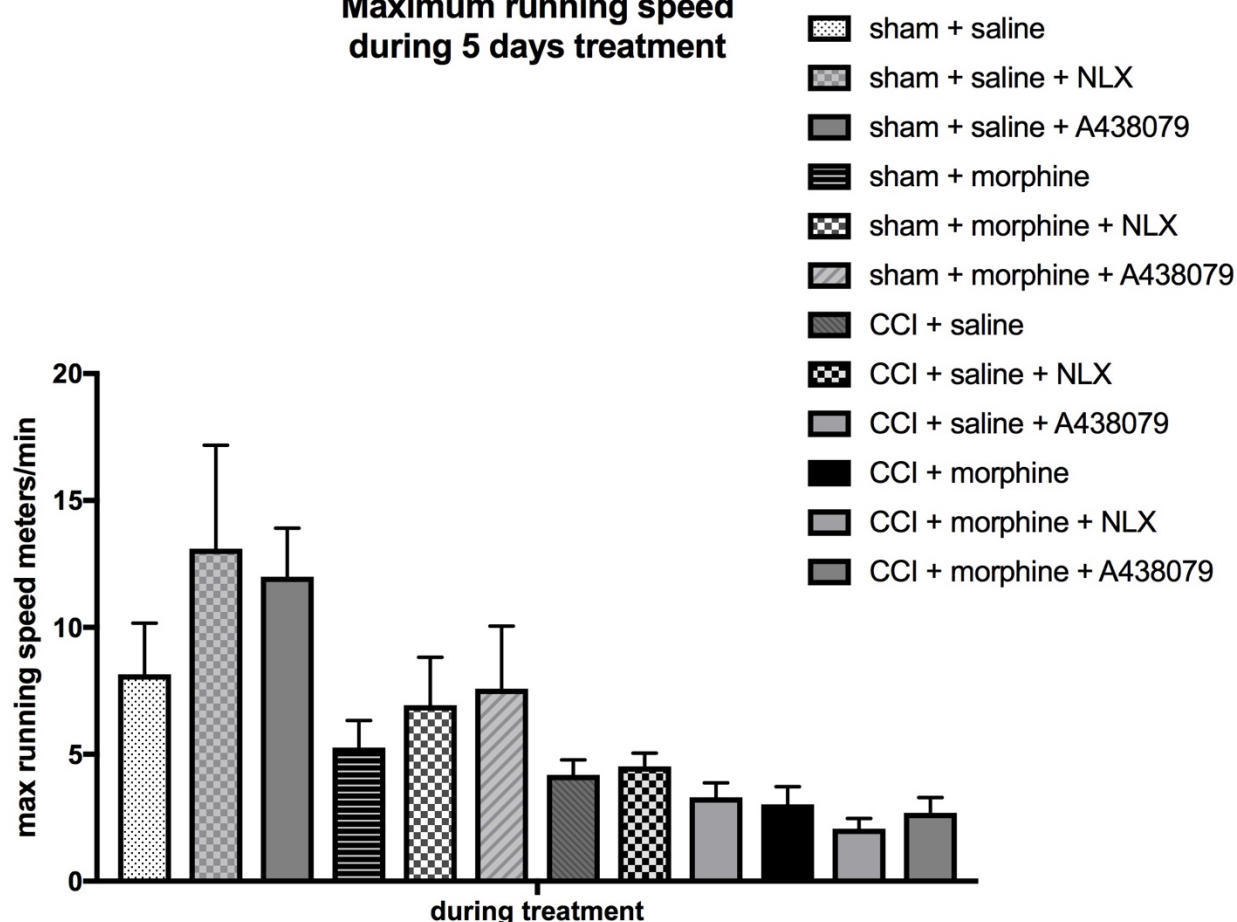 Maximum running speed
during 5 days treatment
sham + saline
sham + saline + NLX
sham + saline + A438079
sham + morphine
sham + morphine + NLX
sham + morphine + A438079
CCI + saline
CCI + saline + NLX
CCI + saline + A438079
CCI + morphine
CCI + morphine + NLX
CCI + morphine + A438079
max running speed meters/min
20
15
10
5
0
during treatment